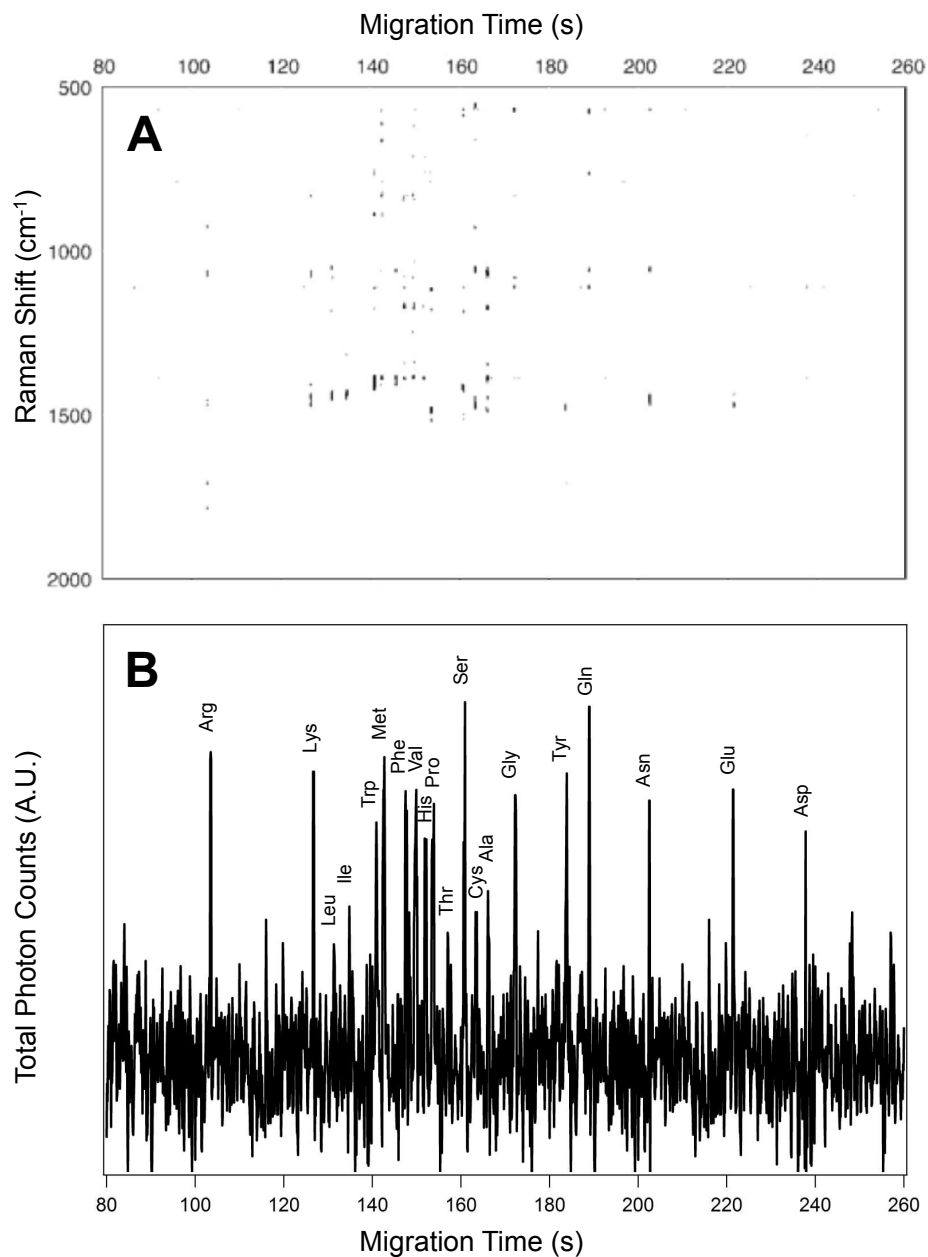 Migration Time (s)
80 100 120 140 160 180 200 220 240 260
A
Raman Shift (cm-1)
500
1000
1500
2000
B
Total Photon Counts (A.U.)
Arg
Lys
Leu
Ile
Trp
Met
Phe
Val
His
Pro
Thr
Ser
Cys
Ala
Gly
Tyr
Gln
Asn
Glu
Asp
80 100 120 140 160 180 200 220 240 260
Migration Time (s)